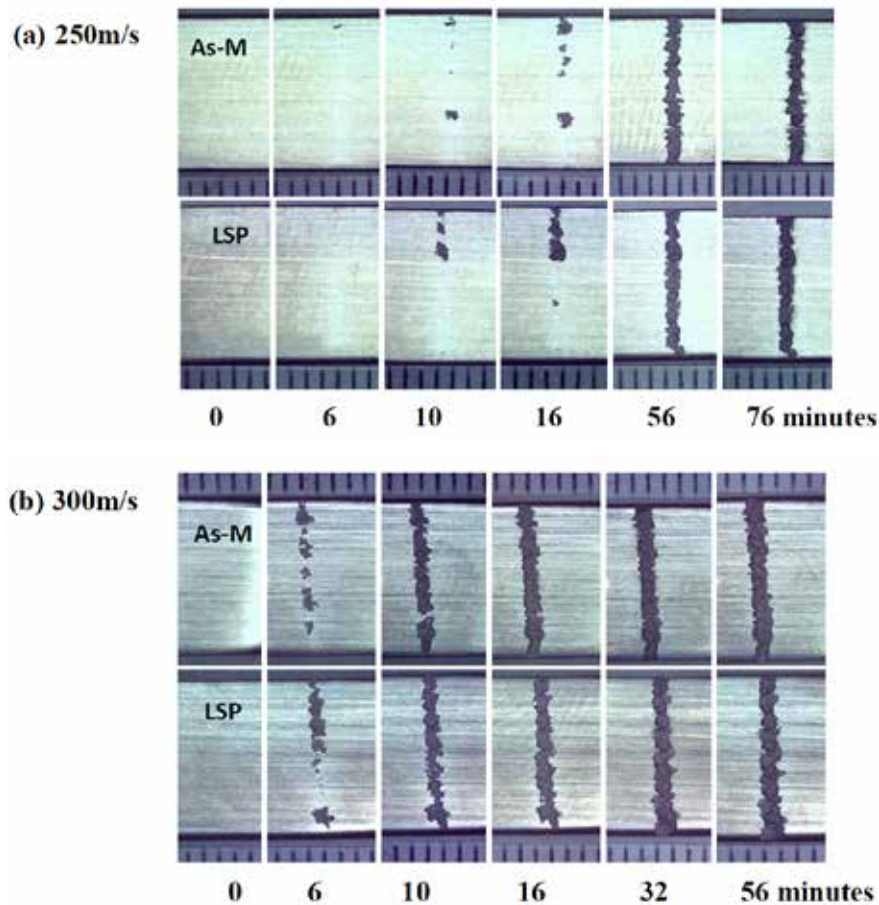 (a) 250m/s
As-M
LSP
0 6 10 16 56 76 minutes
(b) 300m/s
As-M
LSP
0 6 10 16 32 56 minutes